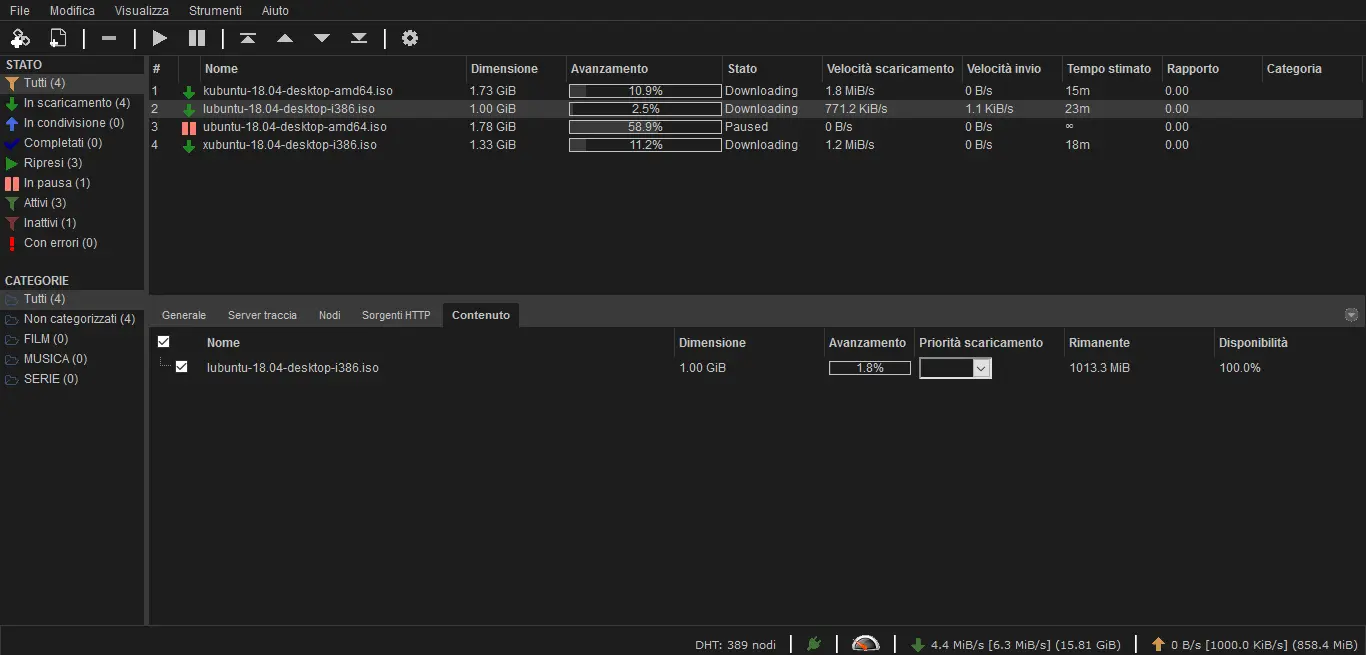 File Modifica Visualizza Strumenti Aiuto
STATO
Tutti (4)
In scaricamento (4)
In condivisione (0)
Completati (0)
Ripresi (3)
In pausa (1)
Attivi (3)
Inattivi (1)
Con errori (0)
CATEGORIE
Tutti (4)
Non categorizzati (4)
FILM (0)
MUSICA (0)
SERIE (0)
# Nome Dimensione Avanzamento Stato Velocità scaricamento Velocità invio Tempo stimato Rapporto Categoria
1 kubuntu-18.04-desktop-amd64.iso 1.73 GiB 10.9% Downloading 1.8 MiB/s 0 B/s 15m 0.00
2 lubuntu-18.04-desktop-i386.iso 1.00 GiB 2.5% Downloading 771.2 KiB/s 1.1 KiB/s 23m 0.00
3 ubuntu-18.04-desktop-amd64.iso 1.78 GiB 58.9% Paused 0 B/s 0 B/s ∞ 0.00
4 xubuntu-18.04-desktop-i386.iso 1.33 GiB 11.2% Downloading 1.2 MiB/s 0 B/s 18m 0.00
Generale Server traccia Nodi Sorgenti HTTP Contenuto
Nome Dimensione Avanzamento Priorità scaricamento Rimanente Disponibilità
lubuntu-18.04-desktop-i386.iso 1.00 GiB 1.8% 1013.3 MiB 100.0%
DHT: 389 nodi 4.4 MiB/s [6.3 MiB/s] (15.81 GiB) 0 B/s [1000.0 KiB/s] (858.4 MiB)